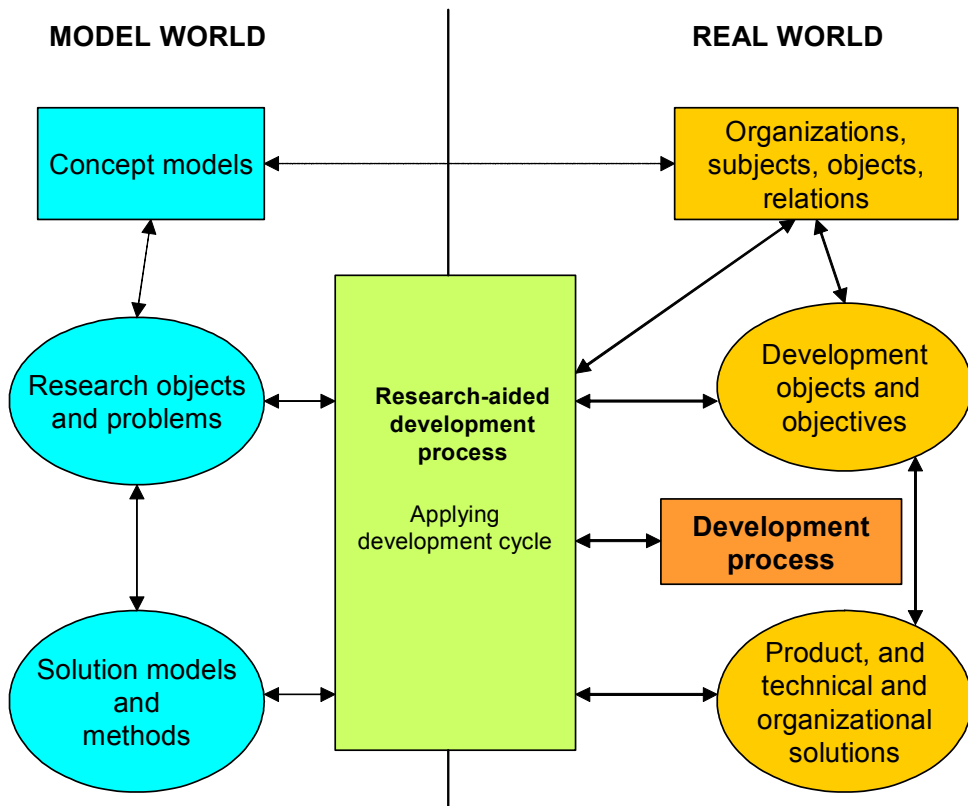 MODEL WORLD
REAL WORLD
Concept models
Organizations,
subjects, objects,
relations
Research objects
and problems
Research-aided
development
process
Applying
development cycle
Development
objects and
objectives
Development
process
Solution models
and
methods
Product, and
technical and
organizational
solutions